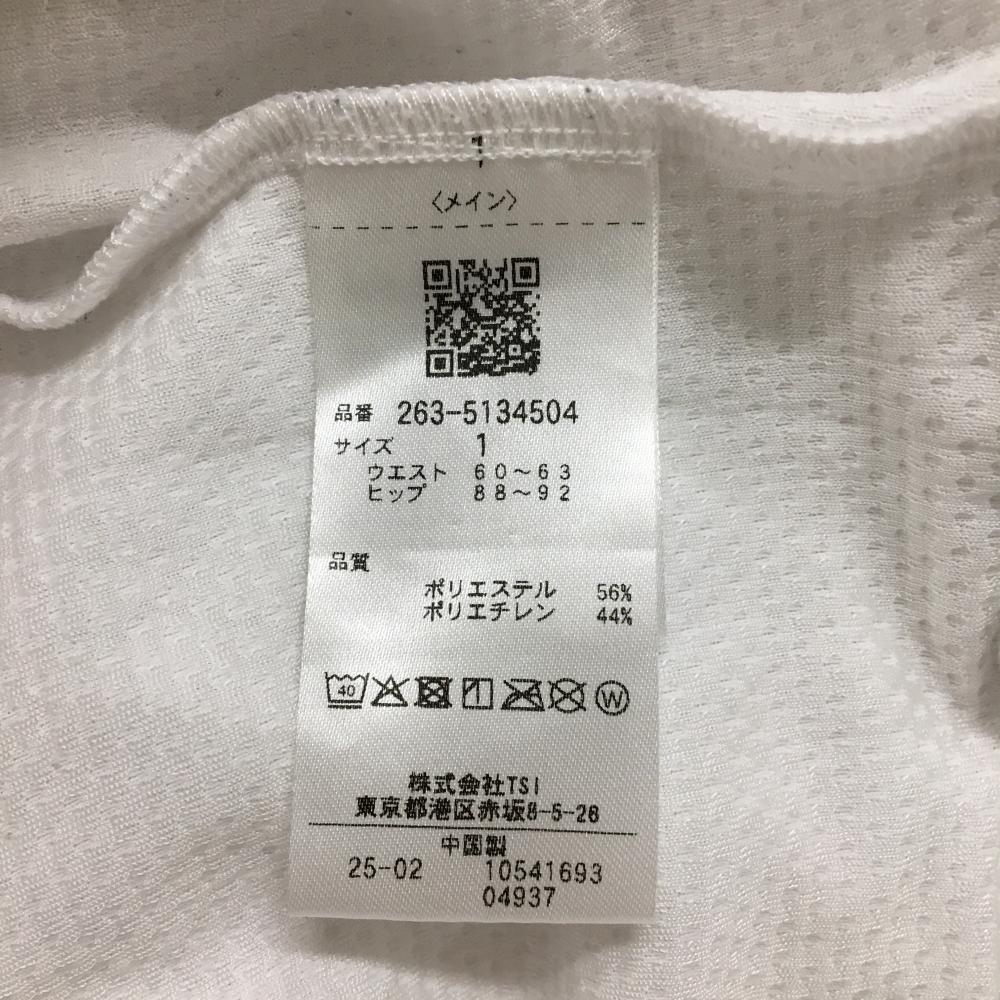 1
〈メイン〉
品番 263-5134504
サイズ 1
ウエスト 60〜63
ヒップ 88〜92
品質
ポリエステル 56%
ポリエチレン 44%
40 W
株式会社TSI
東京都港区赤坂8-5-26
中国製
25-02 10541693
04937